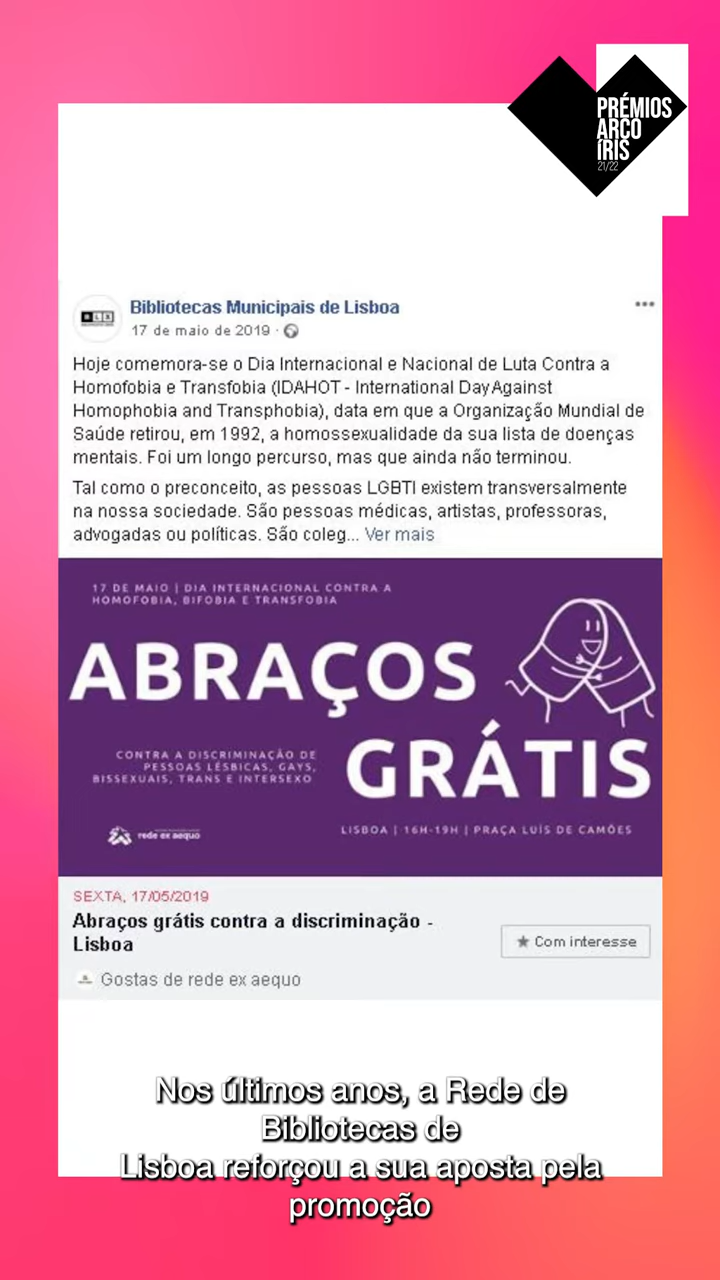 PRÉMIOS
ARCO
ÍRIS
21/22
Bibliotecas Municipais de Lisboa
17 de maio de 2019 ·
Hoje comemora-se o Dia Internacional e Nacional de Luta Contra a
Homofobia e Transfobia (IDAHOT - International DayAgainst
Homophobia and Transphobia), data em que a Organização Mundial de
Saúde retirou, em 1992, a homossexualidade da sua lista de doenças
mentais. Foi um longo percurso, mas que ainda não terminou.
Tal como o preconceito, as pessoas LGBTI existem transversalmente
na nossa sociedade. São pessoas médicas, artistas, professoras,
advogadas ou políticas. São coleg... Ver mais
17 DE MAIO | DIA INTERNACIONAL CONTRA A
HOMOFOBIA, BIFOBIA E TRANSFOBIA
ABRAÇOS
GRÁTIS
CONTRA A DISCRIMINAÇÃO DE
PESSOAS LÉSBICAS, GAYS,
BISSEXUAIS, TRANS E INTERSEXO
rede ex aequo
LISBOA | 16H-19H | PRAÇA LUÍS DE CAMÕES
SEXTA, 17/05/2019
Abraços grátis contra a discriminação -
Lisboa
★ Com interesse
Gostas de rede ex aequo
Nos últimos anos, a Rede de
Bibliotecas de
Lisboa reforçou a sua aposta pela
promoção